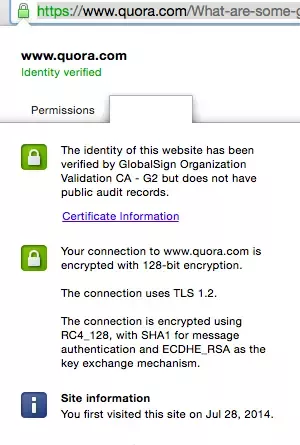 https://www.quora.com/What-are-some-g
www.quora.com
Identity verified
Permissions
The identity of this website has been
verified by GlobalSign Organization
Validation CA - G2 but does not have
public audit records.
Certificate Information
Your connection to www.quora.com is
encrypted with 128-bit encryption.
The connection uses TLS 1.2.
The connection is encrypted using
RC4_128, with SHA1 for message
authentication and ECDHE_RSA as the
key exchange mechanism.
Site information
You first visited this site on Jul 28, 2014.